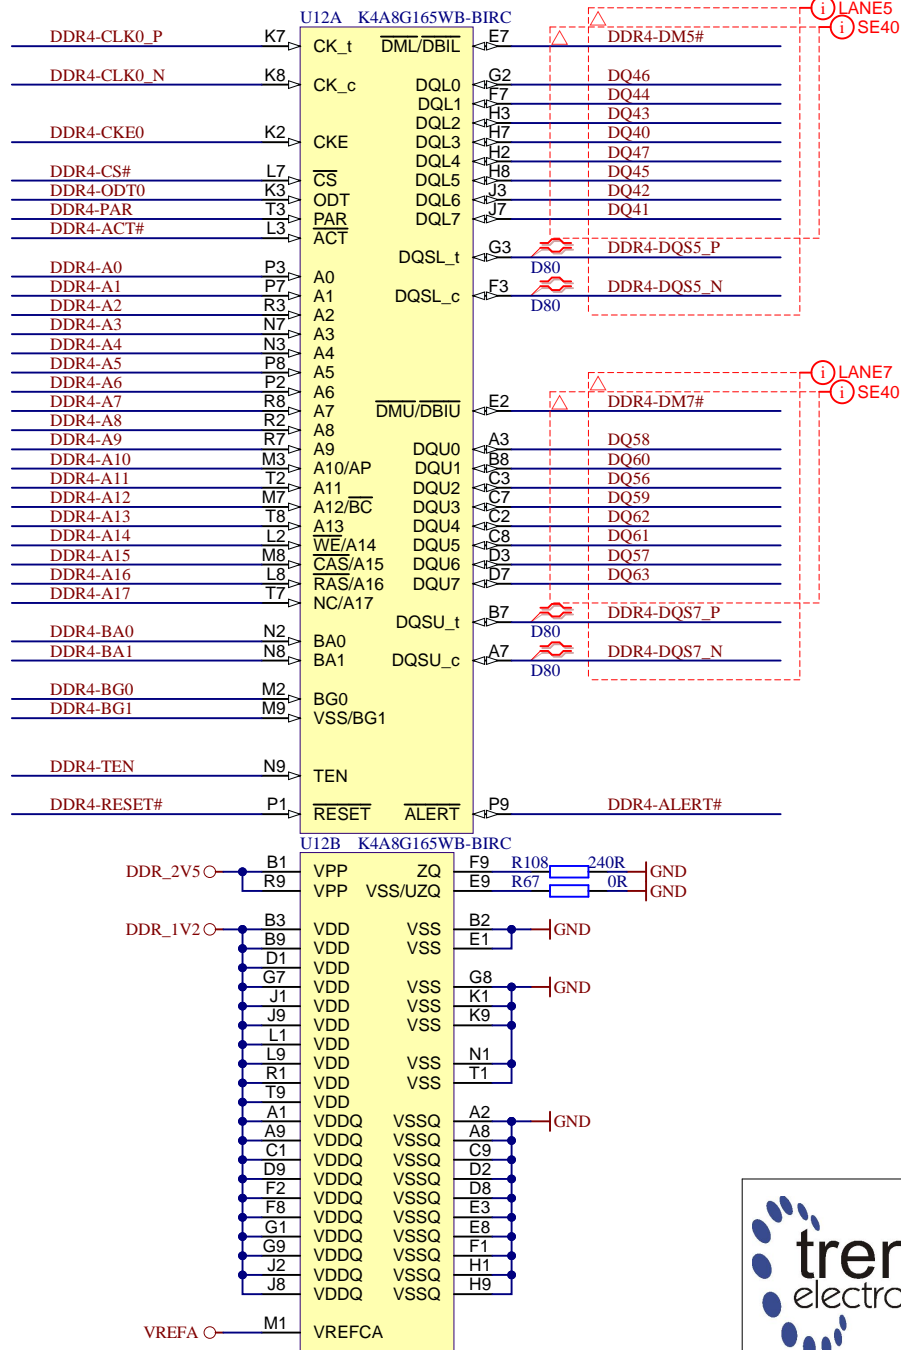 U12A K4A8G165WB-BIRC
LANE5
SE40
DDR4-CLK0_P K7 CK_t DML/DBIL E7 DDR4-DM5#
DDR4-CLK0_N K8 CK_c DQL0 G2 DQ46
DQL1 F7 DQ44
DQL2 H3 DQ43
DDR4-CKE0 K2 CKE DQL3 H7 DQ40
DQL4 H2 DQ47
DDR4-CS# L7 CS DQL5 H8 DQ45
DDR4-ODT0 K3 ODT DQL6 J3 DQ42
DDR4-PAR T3 PAR DQL7 J7 DQ41
DDR4-ACT# L3 ACT
DQSL_t G3 D80 DDR4-DQS5_P
DDR4-A0 P3 A0
DDR4-A1 P7 A1 DQSL_c F3 D80 DDR4-DQS5_N
DDR4-A2 R3 A2
DDR4-A3 N7 A3
DDR4-A4 N3 A4
DDR4-A5 P8 A5
LANE7
DDR4-A6 P2 A6
SE40
DDR4-A7 R8 A7 DMU/DBIU E2 DDR4-DM7#
DDR4-A8 R2 A8
DDR4-A9 R7 A9 DQU0 A3 DQ58
DDR4-A10 M3 A10/AP DQU1 B8 DQ60
DDR4-A11 T2 A11 DQU2 C3 DQ56
DDR4-A12 M7 A12/BC DQU3 C7 DQ59
DDR4-A13 T8 A13 DQU4 C2 DQ62
DDR4-A14 L2 WE/A14 DQU5 C8 DQ61
DDR4-A15 M8 CAS/A15 DQU6 D3 DQ57
DDR4-A16 L8 RAS/A16 DQU7 D7 DQ63
DDR4-A17 T7 NC/A17
DQSU_t B7 D80 DDR4-DQS7_P
DDR4-BA0 N2 BA0
DDR4-BA1 N8 BA1 DQSU_c A7 D80 DDR4-DQS7_N
DDR4-BG0 M2 BG0
DDR4-BG1 M9 VSS/BG1
DDR4-TEN N9 TEN
DDR4-RESET# P1 RESET ALERT P9 DDR4-ALERT#
U12B K4A8G165WB-BIRC
DDR_2V5 B1 VPP ZQ F9 R108 240R GND
R9 VPP VSS/UZQ E9 R67 0R GND
DDR_1V2 B3 VDD VSS B2 GND
B9 VDD VSS E1
D1 VDD
G7 VDD VSS G8 GND
J1 VDD VSS K1
J9 VDD VSS K9
L1 VDD
L9 VDD VSS N1
R1 VDD VSS T1
T9 VDD
A1 VDDQ VSSQ A2 GND
A9 VDDQ VSSQ A8
C1 VDDQ VSSQ C9
D9 VDDQ VSSQ D2
F2 VDDQ VSSQ D8
F8 VDDQ VSSQ E3
G1 VDDQ VSSQ E8
G9 VDDQ VSSQ F1
J2 VDDQ VSSQ H1
J8 VDDQ VSSQ H9
VREFA M1 VREFCA
tren
electro